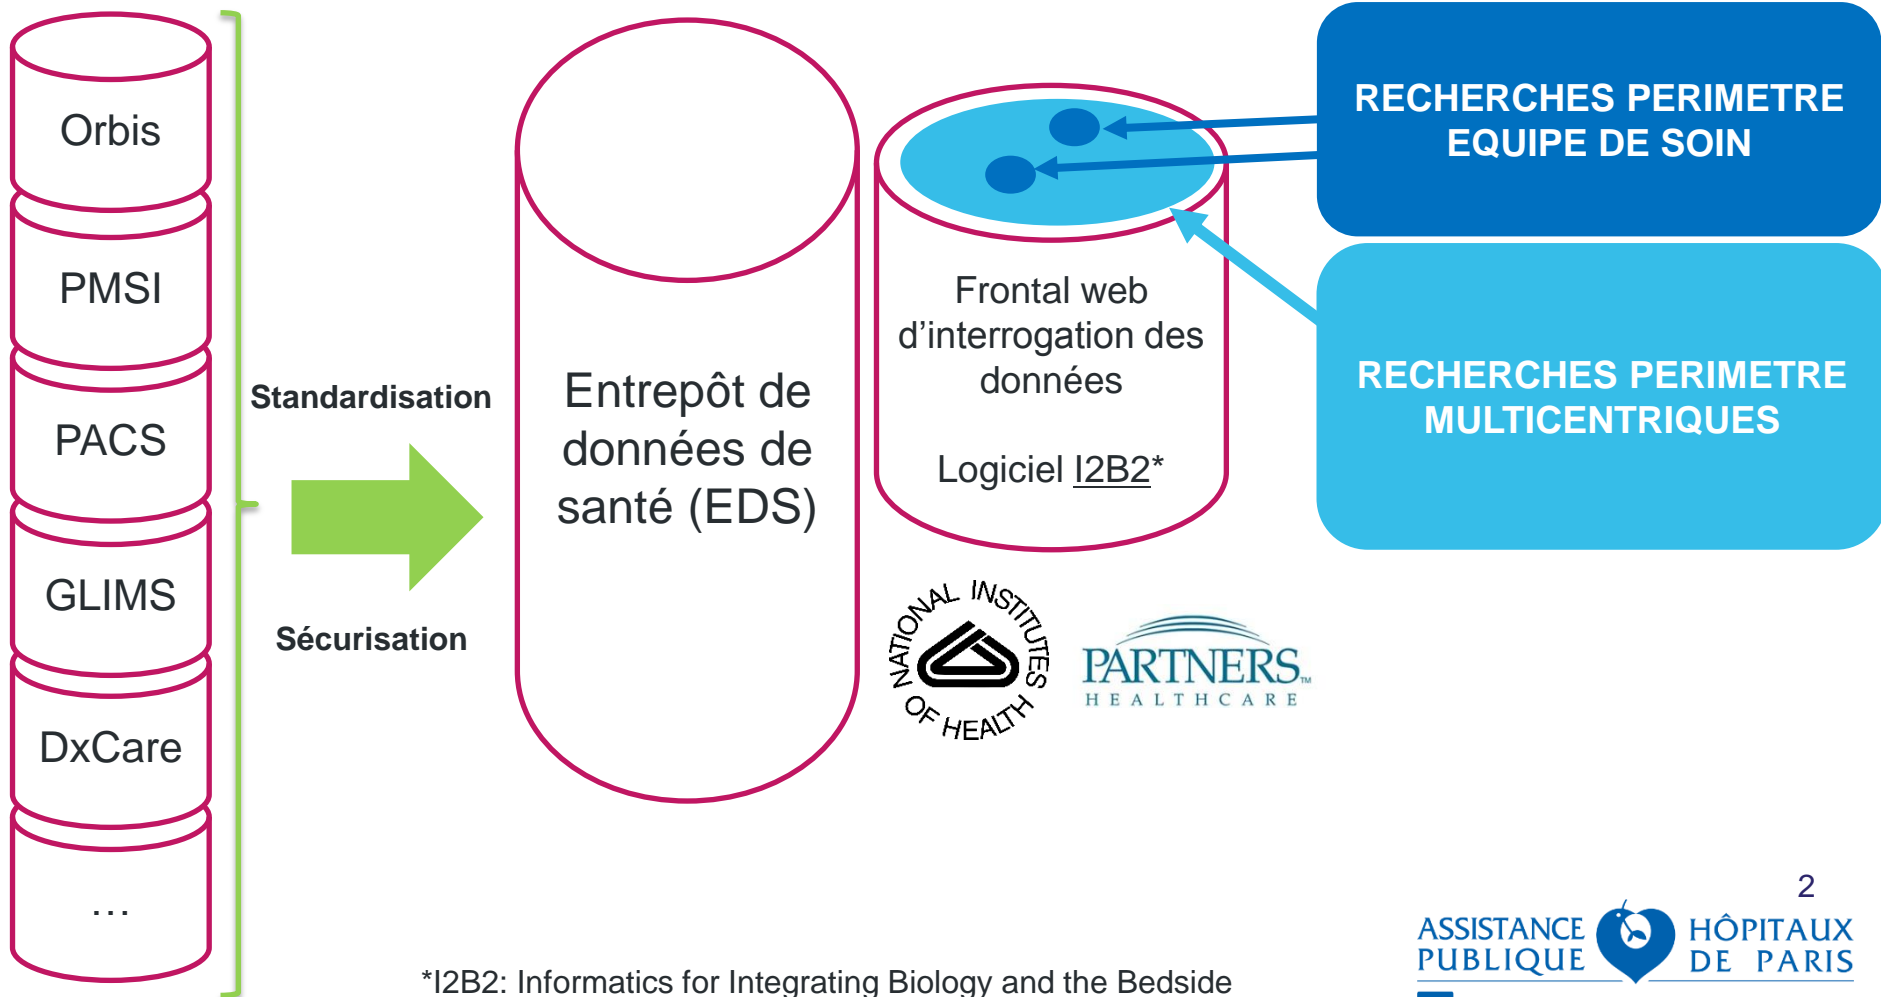 Orbis
PMSI
PACS
GLIMS
DxCare
…
Standardisation
Sécurisation
Entrepôt de
données de
santé (EDS)
Frontal web
d’interrogation des
données
Logiciel I2B2*
RECHERCHES PERIMETRE
EQUIPE DE SOIN
RECHERCHES PERIMETRE
MULTICENTRIQUES
NATIONAL INSTITUTES
OF HEALTH
PARTNERS™
HEALTHCARE
2
ASSISTANCE
PUBLIQUE
HÔPITAUX
DE PARIS
*I2B2: Informatics for Integrating Biology and the Bedside